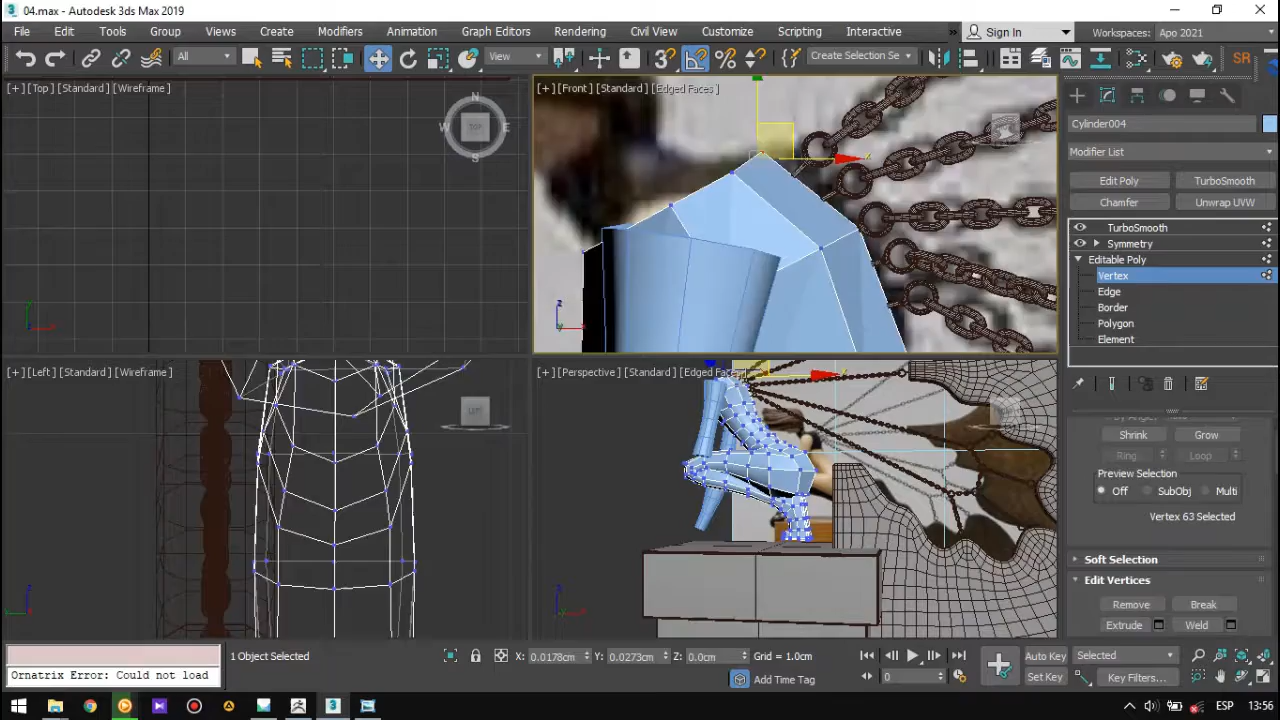 04.max - Autodesk 3ds Max 2019
File Edit Tools Group Views Create Modifiers Animation Graph Editors Rendering Civil View Customize Scripting Interactive Sign In Workspaces: Apo 2021
All View Create Selection Se SR
[+] [Top] [Standard] [Wireframe]
[+] [Front] [Standard] [Edged Faces]
N
W TOP E
S
Cylinder004
Modifier List
Edit Poly TurboSmooth
Chamfer Unwrap UVW
TurboSmooth
Symmetry
Editable Poly
Vertex
Edge
Border
Polygon
Element
[+] [Left] [Standard] [Wireframe]
[+] [Perspective] [Standard] [Edged Faces]
LEFT
Shrink Grow
Ring Loop
Preview Selection
Off SubObj Multi
Vertex 63 Selected
Soft Selection
Edit Vertices
Remove Break
Extrude Weld
1 Object Selected
X: 0.0178cm Y: 0.0273cm Z: 0.0cm Grid = 1.0cm
Auto Key Selected
Ornatrix Error: Could not load
Add Time Tag
0
Set Key Key Filters...
ESP 13:56